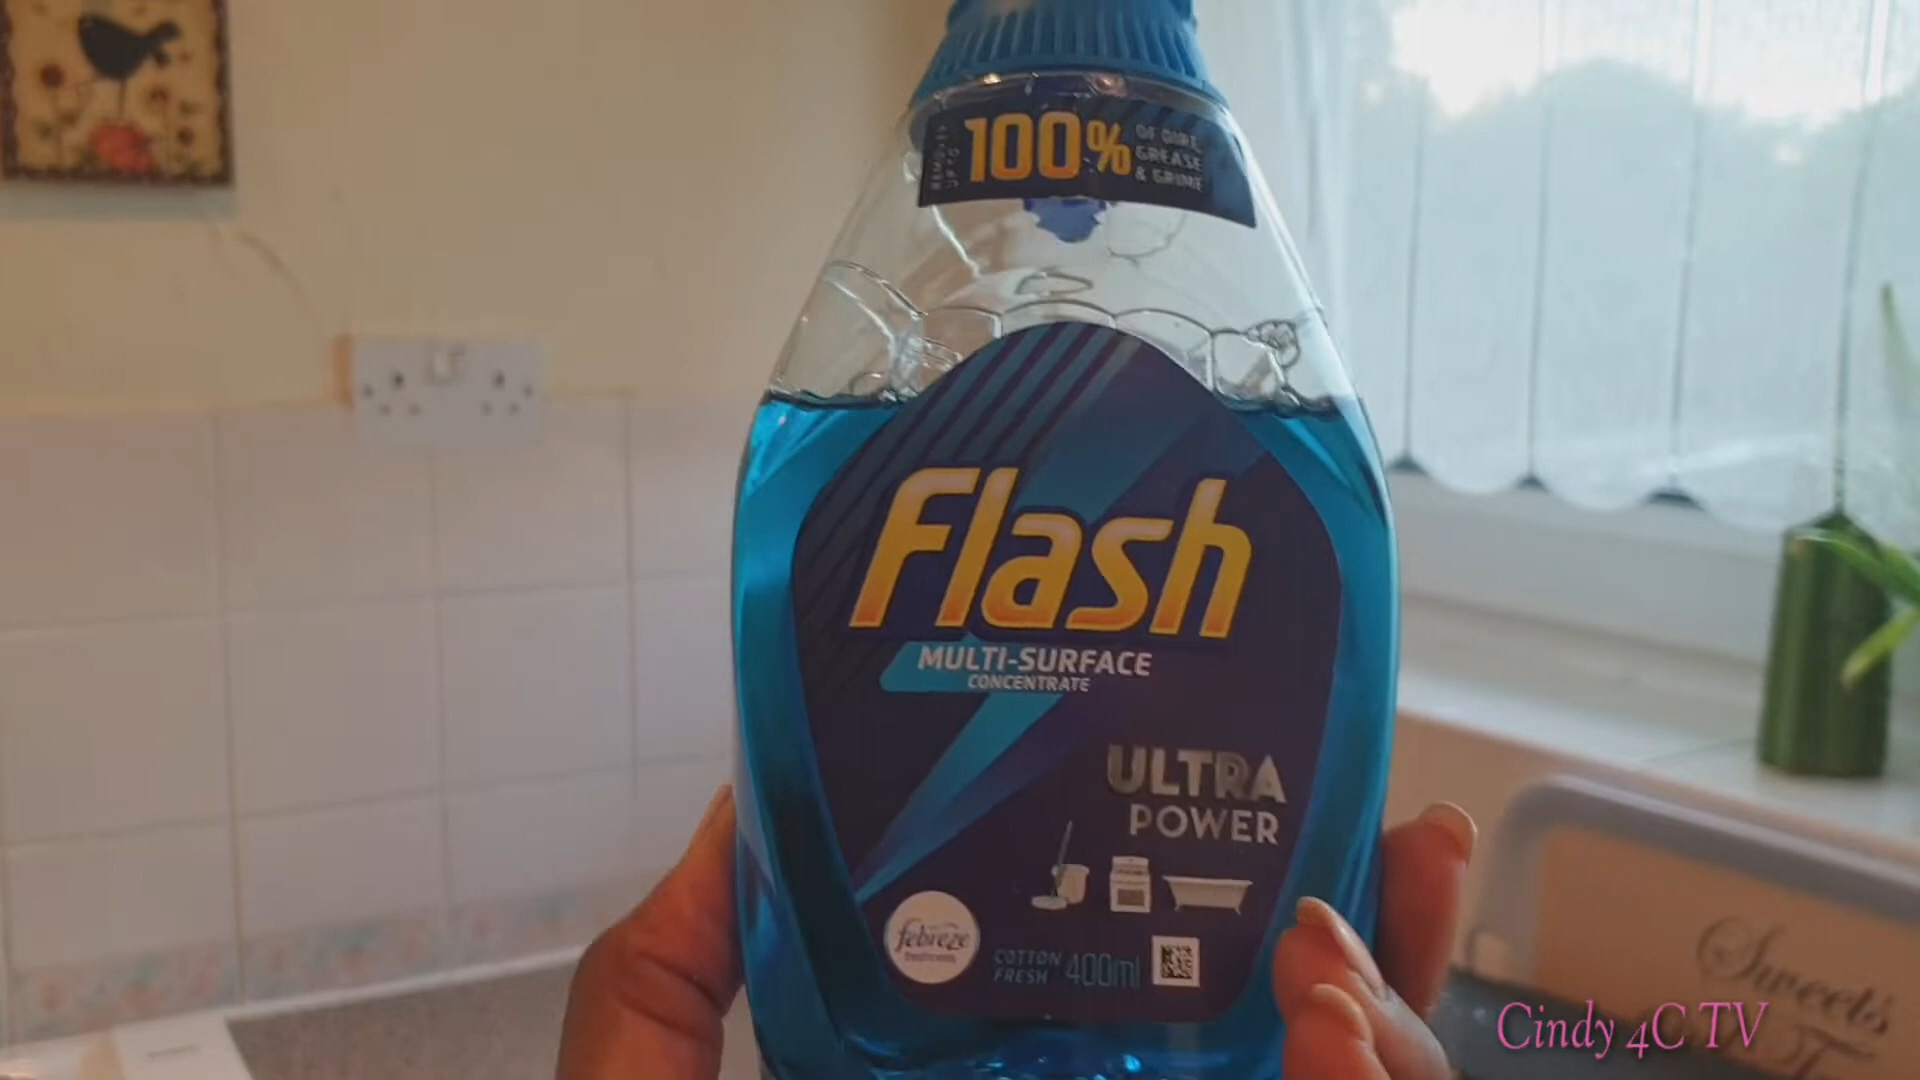 REMOVES
UP TO
100%
OF DIRT,
GREASE
& GRIME
Flash
MULTI-SURFACE
CONCENTRATE
ULTRA
POWER
febreze
freshness
COTTON
FRESH
400ml
Sweets
Cindy 4C TV